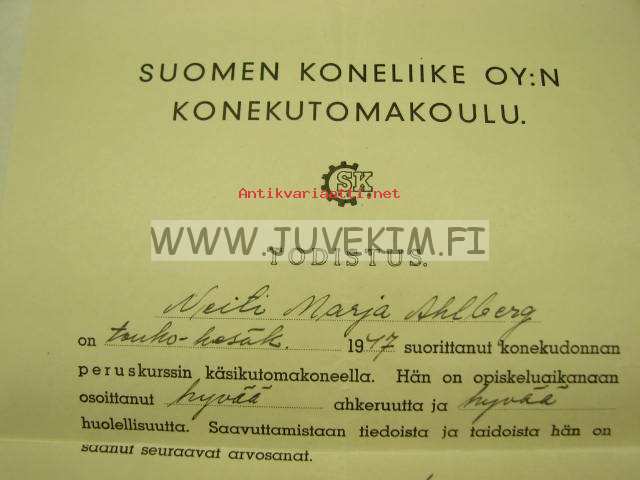 SUOMEN KONELIIKE OY:N
KONEKUTOMAKOULU.
SK.
Antikvariaatti.net
WWW.JUVEKIM.FI
TODISTUS.
Neiti Marja Ahlberg
on touko-kesäk. 1947 suorittanut konekudonnan
peruskurssin käsikutomakoneella. Hän on opiskeluaikanaan
osoittanut hyvää ahkeruutta ja hyvää
huolellisuutta. Saavuttamistaan tiedoista ja taidoista hän on
saanut seuraavat arvosanat.